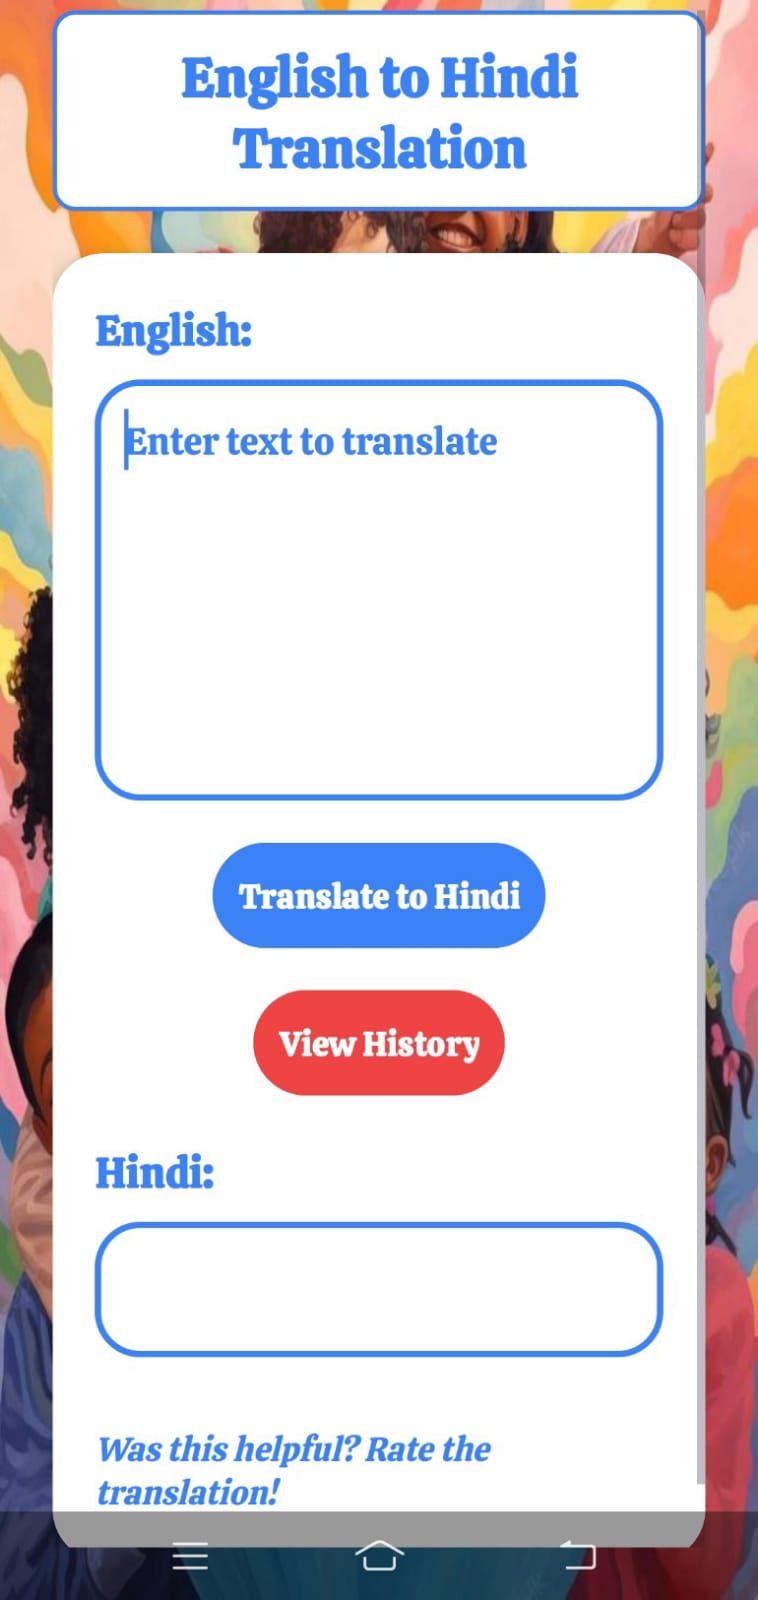 English to Hindi
Translation
English:
Enter text to translate
Translate to Hindi
View History
Hindi:
Was this helpful? Rate the
translation!